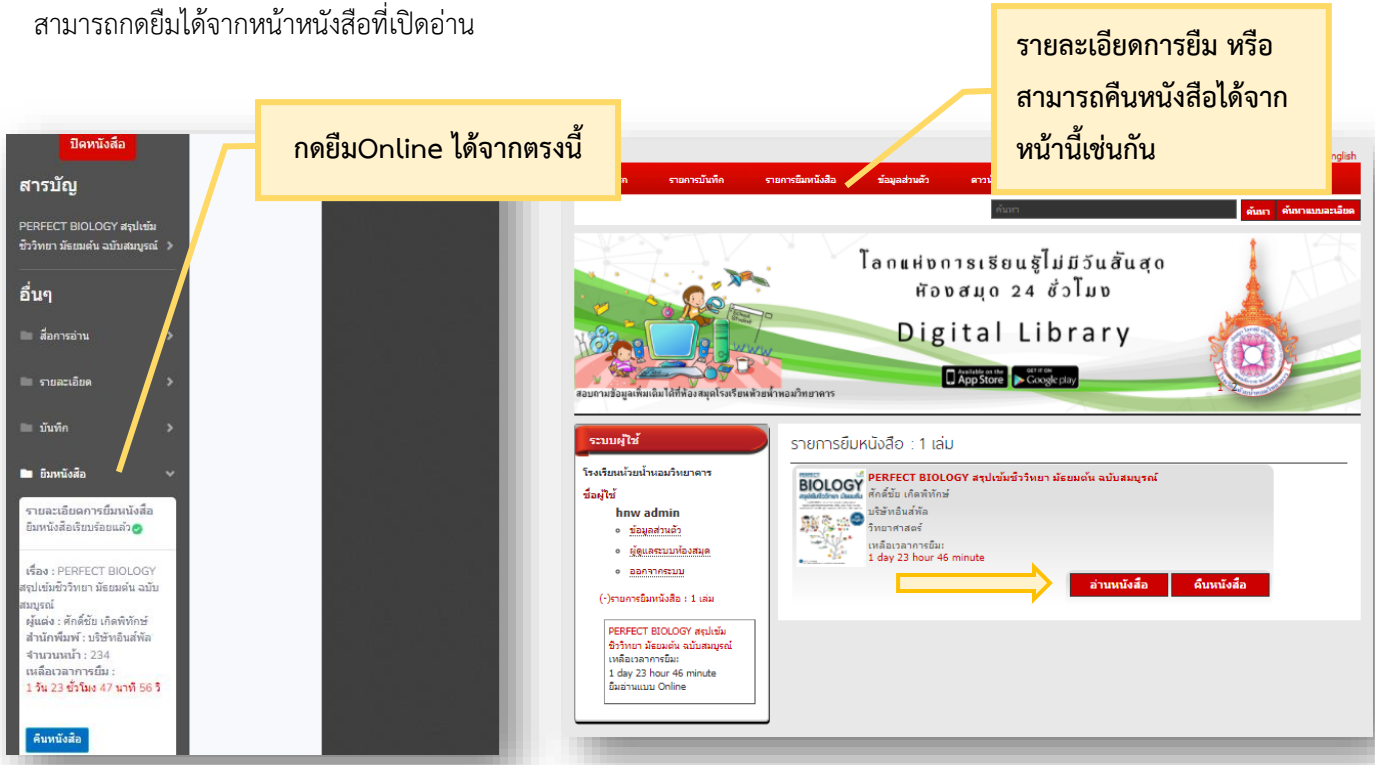 สามารถกดยืมได้จากหน้าหนังสือที่เปิดอ่าน
รายละเอียดการยืม หรือ
สามารถคืนหนังสือได้จาก
หน้านี้เช่นกัน
กดยืมOnline ได้จากตรงนี้
ปิดหนังสือ
สารบัญ
PERFECT BIOLOGY สรุปเข้ม
ชีววิทยา มัธยมต้น ฉบับสมบูรณ์
อื่นๆ
สื่อการอ่าน
รายละเอียด
บันทึก
ยืมหนังสือ
รายละเอียดการยืมหนังสือ
ยืมหนังสือเรียบร้อยแล้ว
เรื่อง : PERFECT BIOLOGY
สรุปเข้มชีววิทยา มัธยมต้น ฉบับ
สมบูรณ์
ผู้แต่ง : ศักดิ์ชัย เกิดพิทักษ์
สำนักพิมพ์ : บริษัทอินส์พัล
จำนวนหน้า : 234
เหลือเวลาการยืม :
1 วัน 23 ชั่วโมง 47 นาที 56 วิ
คืนหนังสือ
nglish
รายการบันทึก รายการยืมหนังสือ ข้อมูลส่วนตัว
ค้นหา ค้นหา ค้นหาแบบละเอียด
โลกแห่งการเรียนรู้ไม่มีวันสิ้นสุด
ห้องสมุด 24 ชั่วโมง
Digital Library
Available on the App Store GET IT ON Google play
สอบถามข้อมูลเพิ่มเติมได้ที่ห้องสมุดโรงเรียนห้วยน้ำหอมวิทยาคาร
ระบบผู้ใช้
โรงเรียนห้วยน้ำหอมวิทยาคาร
ชื่อผู้ใช้
hnw admin
ข้อมูลส่วนตัว
ผู้ดูแลระบบห้องสมุด
ออกจากระบบ
(-)รายการยืมหนังสือ : 1 เล่ม
PERFECT BIOLOGY สรุปเข้ม
ชีววิทยา มัธยมต้น ฉบับสมบูรณ์
เหลือเวลาการยืม:
1 day 23 hour 46 minute
ยืมอ่านแบบ Online
รายการยืมหนังสือ : 1 เล่ม
PERFECT
BIOLOGY
PERFECT BIOLOGY สรุปเข้มชีววิทยา มัธยมต้น ฉบับสมบูรณ์
ศักดิ์ชัย เกิดพิทักษ์
บริษัทอินส์พัล
วิทยาศาสตร์
เหลือเวลาการยืม:
1 day 23 hour 46 minute
อ่านหนังสือ คืนหนังสือ